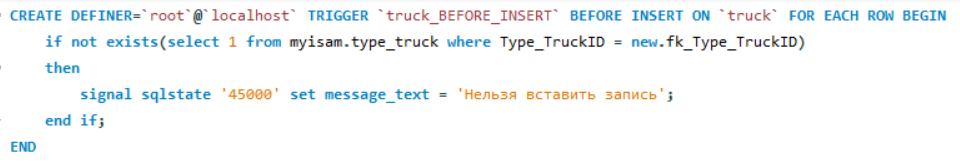 CREATE DEFINER=`root`@`localhost` TRIGGER `truck_BEFORE_INSERT` BEFORE INSERT ON `truck` FOR EACH ROW BEGIN
if not exists(select 1 from myisam.type_truck where Type_TruckID = new.fk_Type_TruckID)
then
signal sqlstate '45000' set message_text = 'Нельзя вставить запись';
end if;
END